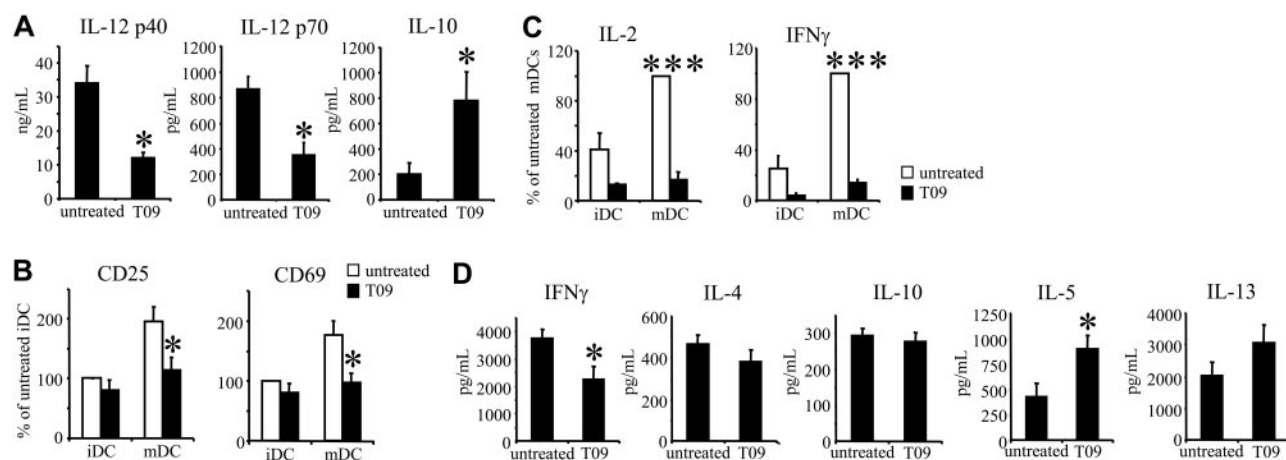 A
IL-12 p40
IL-12 p70
IL-10
ng/mL
40
30
20
10
0
untreated T09
*
pg/mL
1200
1000
800
600
400
200
0
untreated T09
*
pg/mL
1200
1000
800
600
400
200
0
untreated T09
*
C
IL-2
IFNγ
% of untreated mDCs
120
80
40
0
iDC mDC
***
120
80
40
0
iDC mDC
***
untreated
T09
B
CD25
CD69
% of untreated iDC
200
100
0
iDC mDC
*
200
100
0
iDC mDC
*
untreated
T09
D
IFNγ
IL-4
IL-10
IL-5
IL-13
pg/mL
4000
3000
2000
1000
0
untreated T09
*
pg/mL
600
400
200
0
untreated T09
pg/mL
300
200
100
0
untreated T09
pg/mL
1250
1000
750
500
250
0
untreated T09
*
pg/mL
4000
3000
2000
1000
0
untreated T09